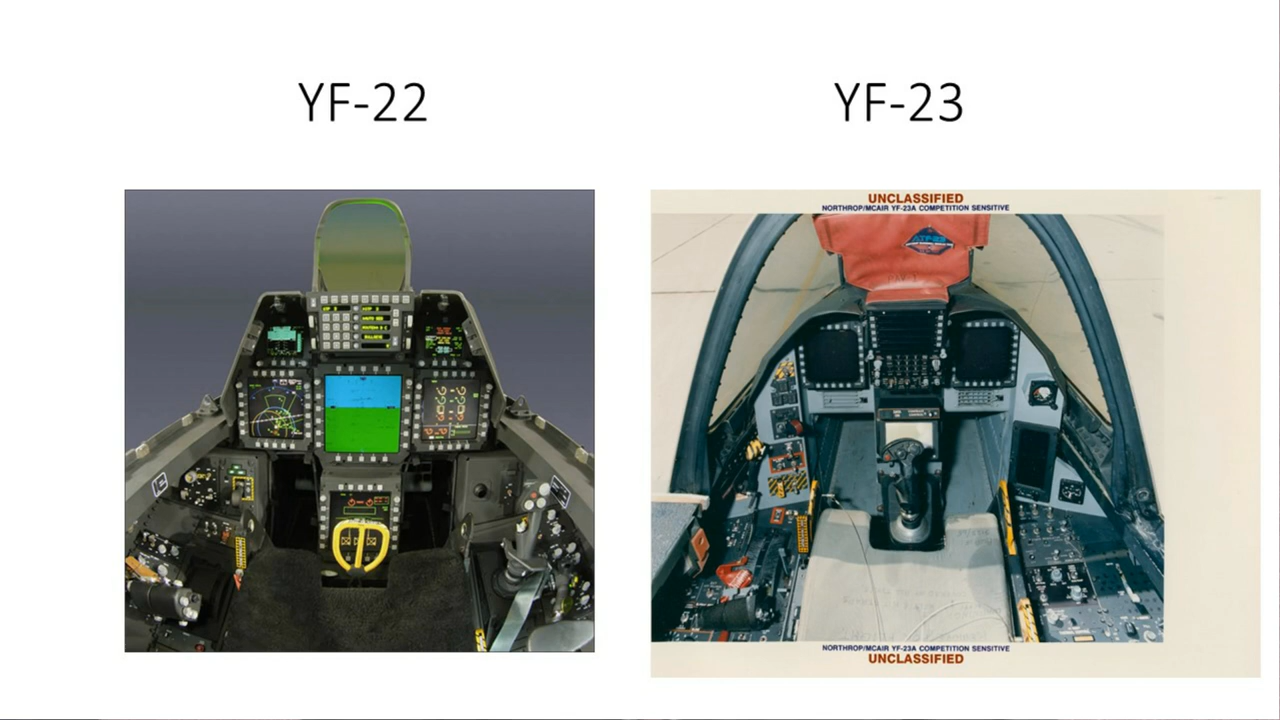 YF-22
YF-23
UNCLASSIFIED
NORTHROP/MCAIR YF-23A COMPETITION SENSITIVE
NORTHROP/MCAIR YF-23A COMPETITION SENSITIVE
UNCLASSIFIED